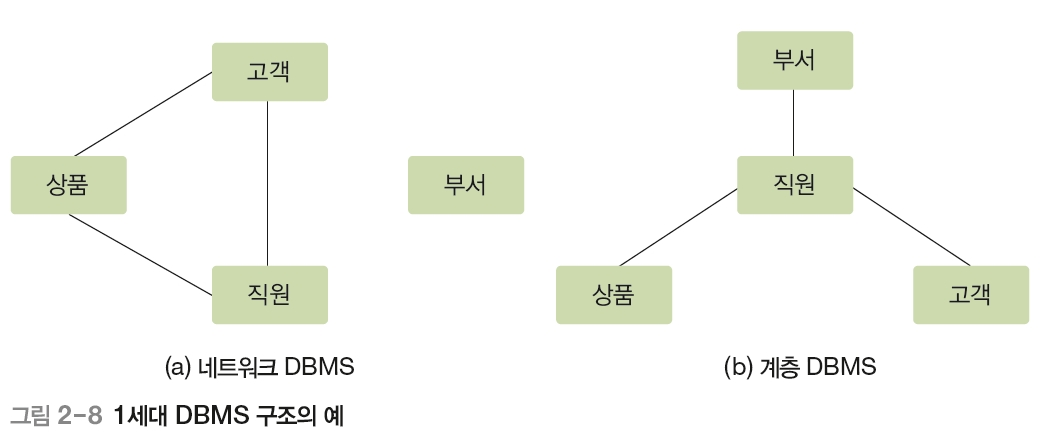 고객
상품
부서
직원
(a) 네트워크 DBMS
부서
직원
상품
고객
(b) 계층 DBMS
그림 2-8 1세대 DBMS 구조의 예